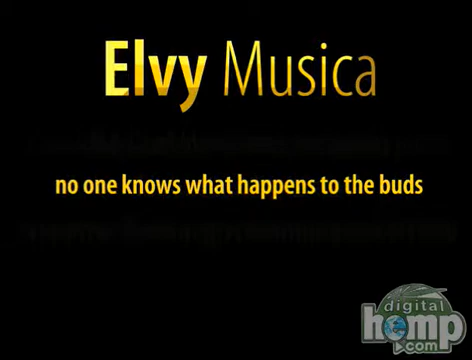 Elvy Musica
no one knows what happens to the buds
digital
hemp
.com